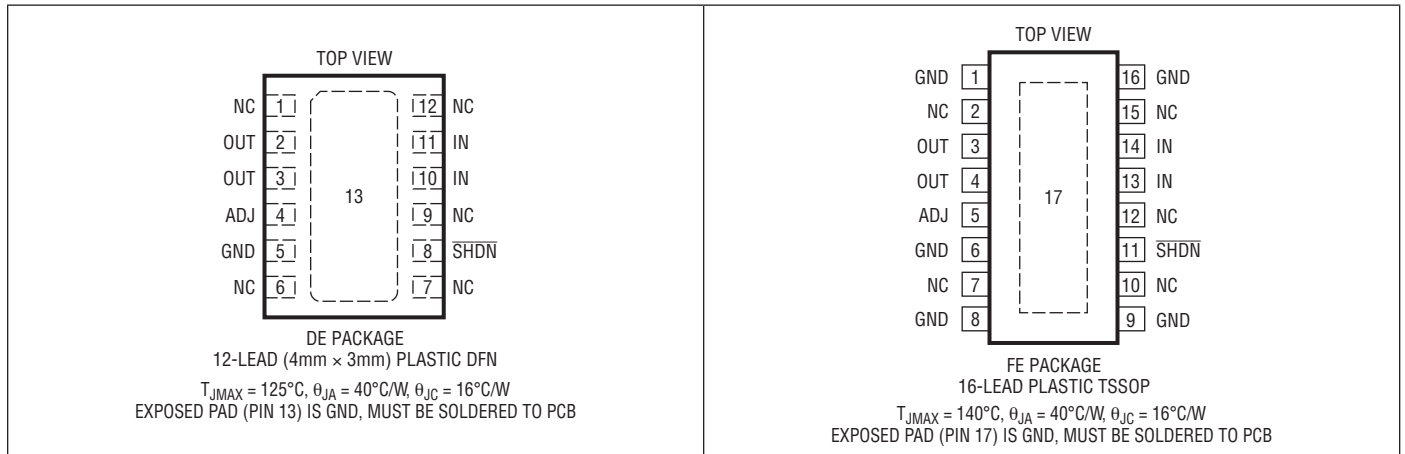 TOP VIEW
NC 1 12 NC
OUT 2 11 IN
OUT 3 10 IN
ADJ 4 9 NC
GND 5 8 SHDN
NC 6 7 NC
13
DE PACKAGE
12-LEAD (4mm × 3mm) PLASTIC DFN
TJMAX = 125°C, θJA = 40°C/W, θJC = 16°C/W
EXPOSED PAD (PIN 13) IS GND, MUST BE SOLDERED TO PCB
TOP VIEW
GND 1 16 GND
NC 2 15 NC
OUT 3 14 IN
OUT 4 13 IN
ADJ 5 12 NC
GND 6 11 SHDN
NC 7 10 NC
GND 8 9 GND
17
FE PACKAGE
16-LEAD PLASTIC TSSOP
TJMAX = 140°C, θJA = 40°C/W, θJC = 16°C/W
EXPOSED PAD (PIN 17) IS GND, MUST BE SOLDERED TO PCB